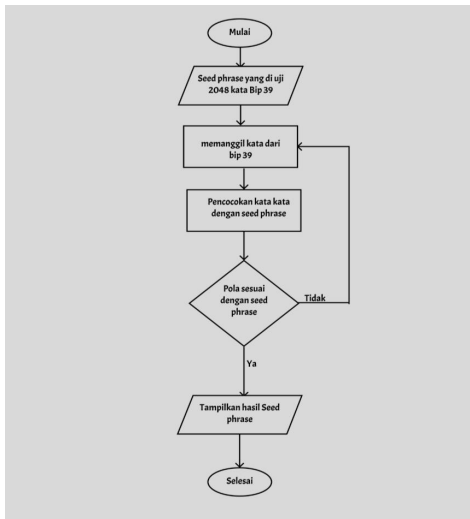 Mulai
Seed phrase yang di uji
2048 kata Bip 39
memanggil kata dari
bip 39
Pencocokan kata kata
dengan seed phrase
Pola sesuai
dengan seed
phrase
Tidak
Ya
Tampilkan hasil Seed
phrase
Selesai